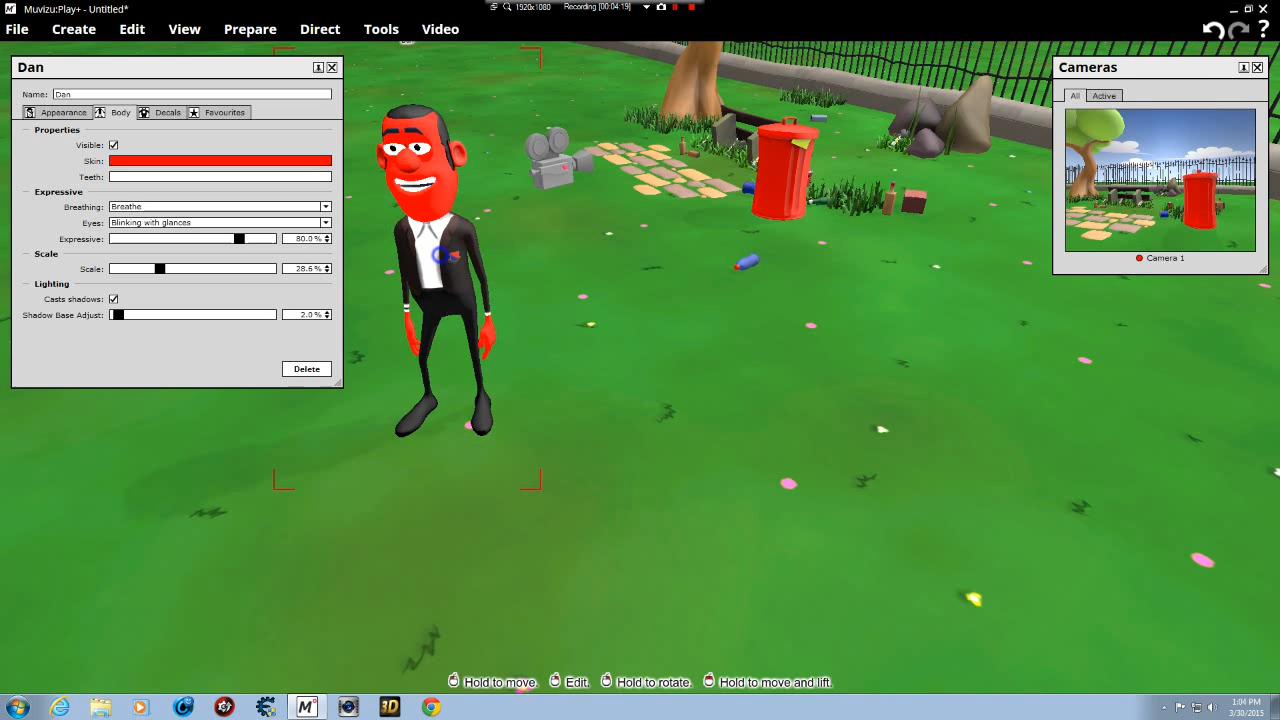 Muvizu:Play+ - Untitled*
1920x1080
Recording [00:04:19]
File Create Edit View Prepare Direct Tools Video
Dan
Name: Dan
Appearance Body Decals Favourites
Properties
Visible:
Skin:
Teeth:
Expressive
Breathing: Breathe
Eyes: Blinking with glances
Expressive: 80.0 %
Scale
Scale: 28.6 %
Lighting
Casts shadows:
Shadow Base Adjust: 2.0 %
Delete
Cameras
All Active
Camera 1
Hold to move. Edit. Hold to rotate. Hold to move and lift.
M
3D
1:04 PM
3/30/2015